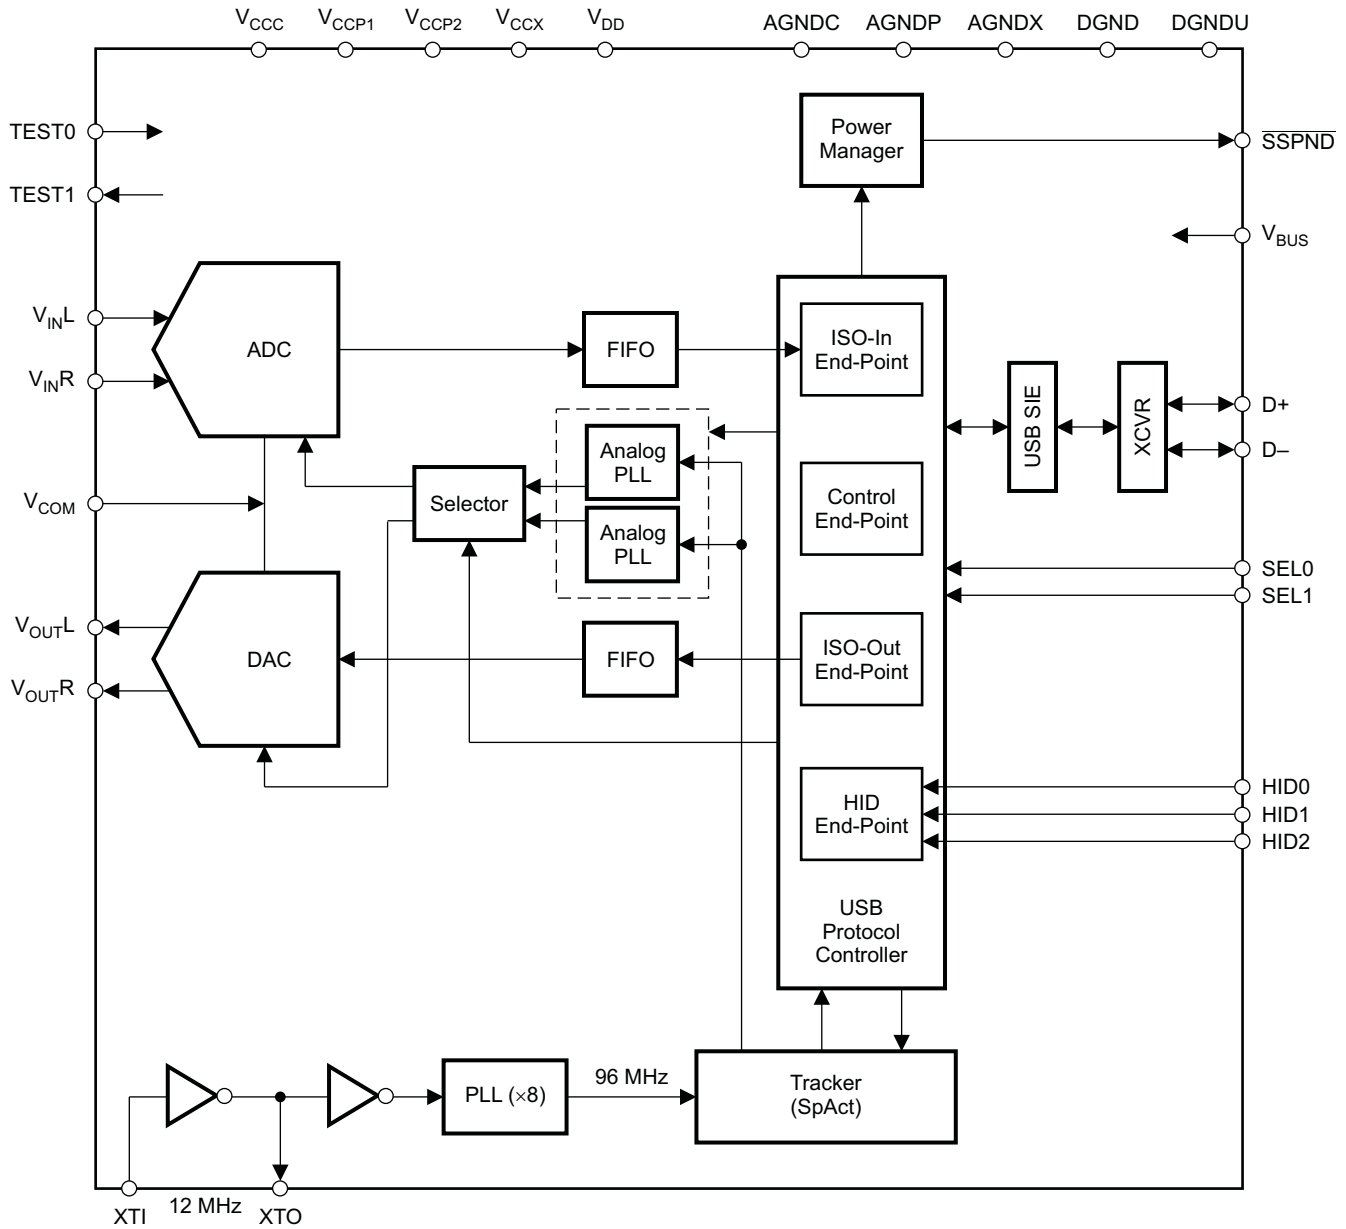 VCCC VCCP1 VCCP2 VCCX VDD AGNDC AGNDP AGNDX DGND DGNDU
TEST0
Power
Manager
SSPND
TEST1
VBUS
VINL
ADC
FIFO
ISO-In
End-Point
VINR
USB SIE
XCVR
D+
D–
Analog
PLL
VCOM
Selector
Control
End-Point
Analog
PLL
SEL0
SEL1
VOUTL
DAC
FIFO
ISO-Out
End-Point
VOUTR
HID
End-Point
HID0
HID1
HID2
USB
Protocol
Controller
PLL (×8)
96 MHz
Tracker
(SpAct)
XTI
12 MHz
XTO